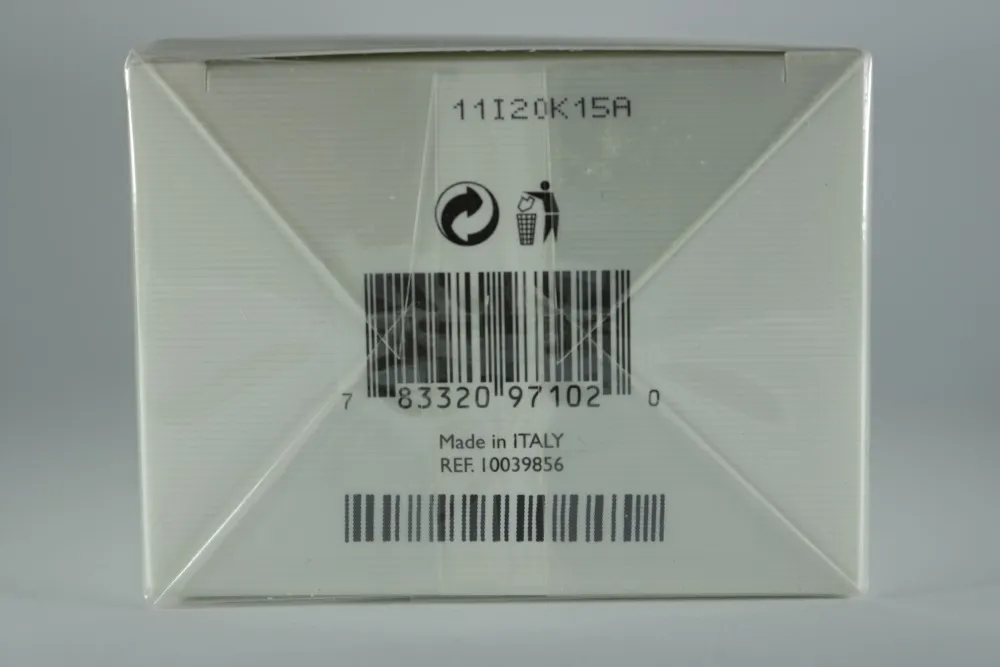 11I20K15A
7 83320 97102 0
Made in ITALY
REF. 10039856